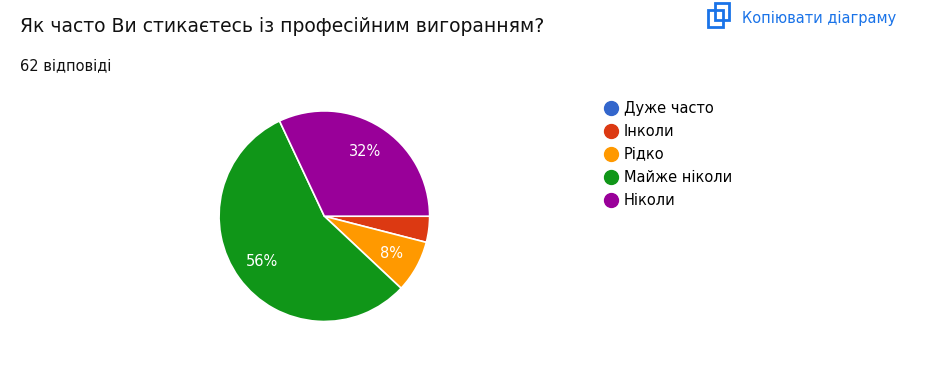 Як часто Ви стикаєтесь із професійним вигоранням?
Копіювати діаграму
62 відповіді
Дуже часто
Інколи
Рідко
Майже ніколи
Ніколи
32%
8%
56%